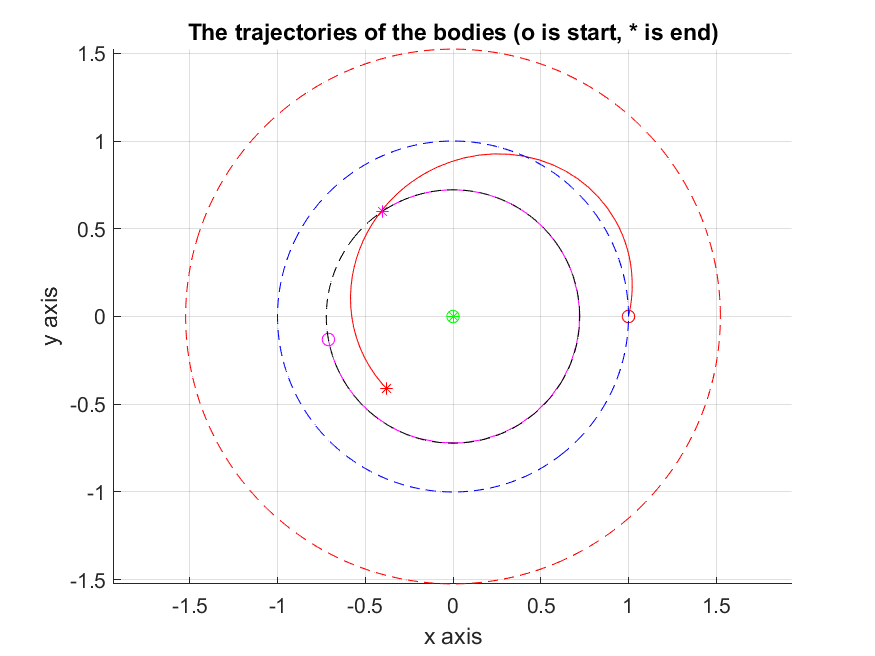 The trajectories of the bodies (o is start, * is end)
1.5
1
0.5
0
-0.5
-1
-1.5
y axis
-1.5 -1 -0.5 0 0.5 1 1.5
x axis